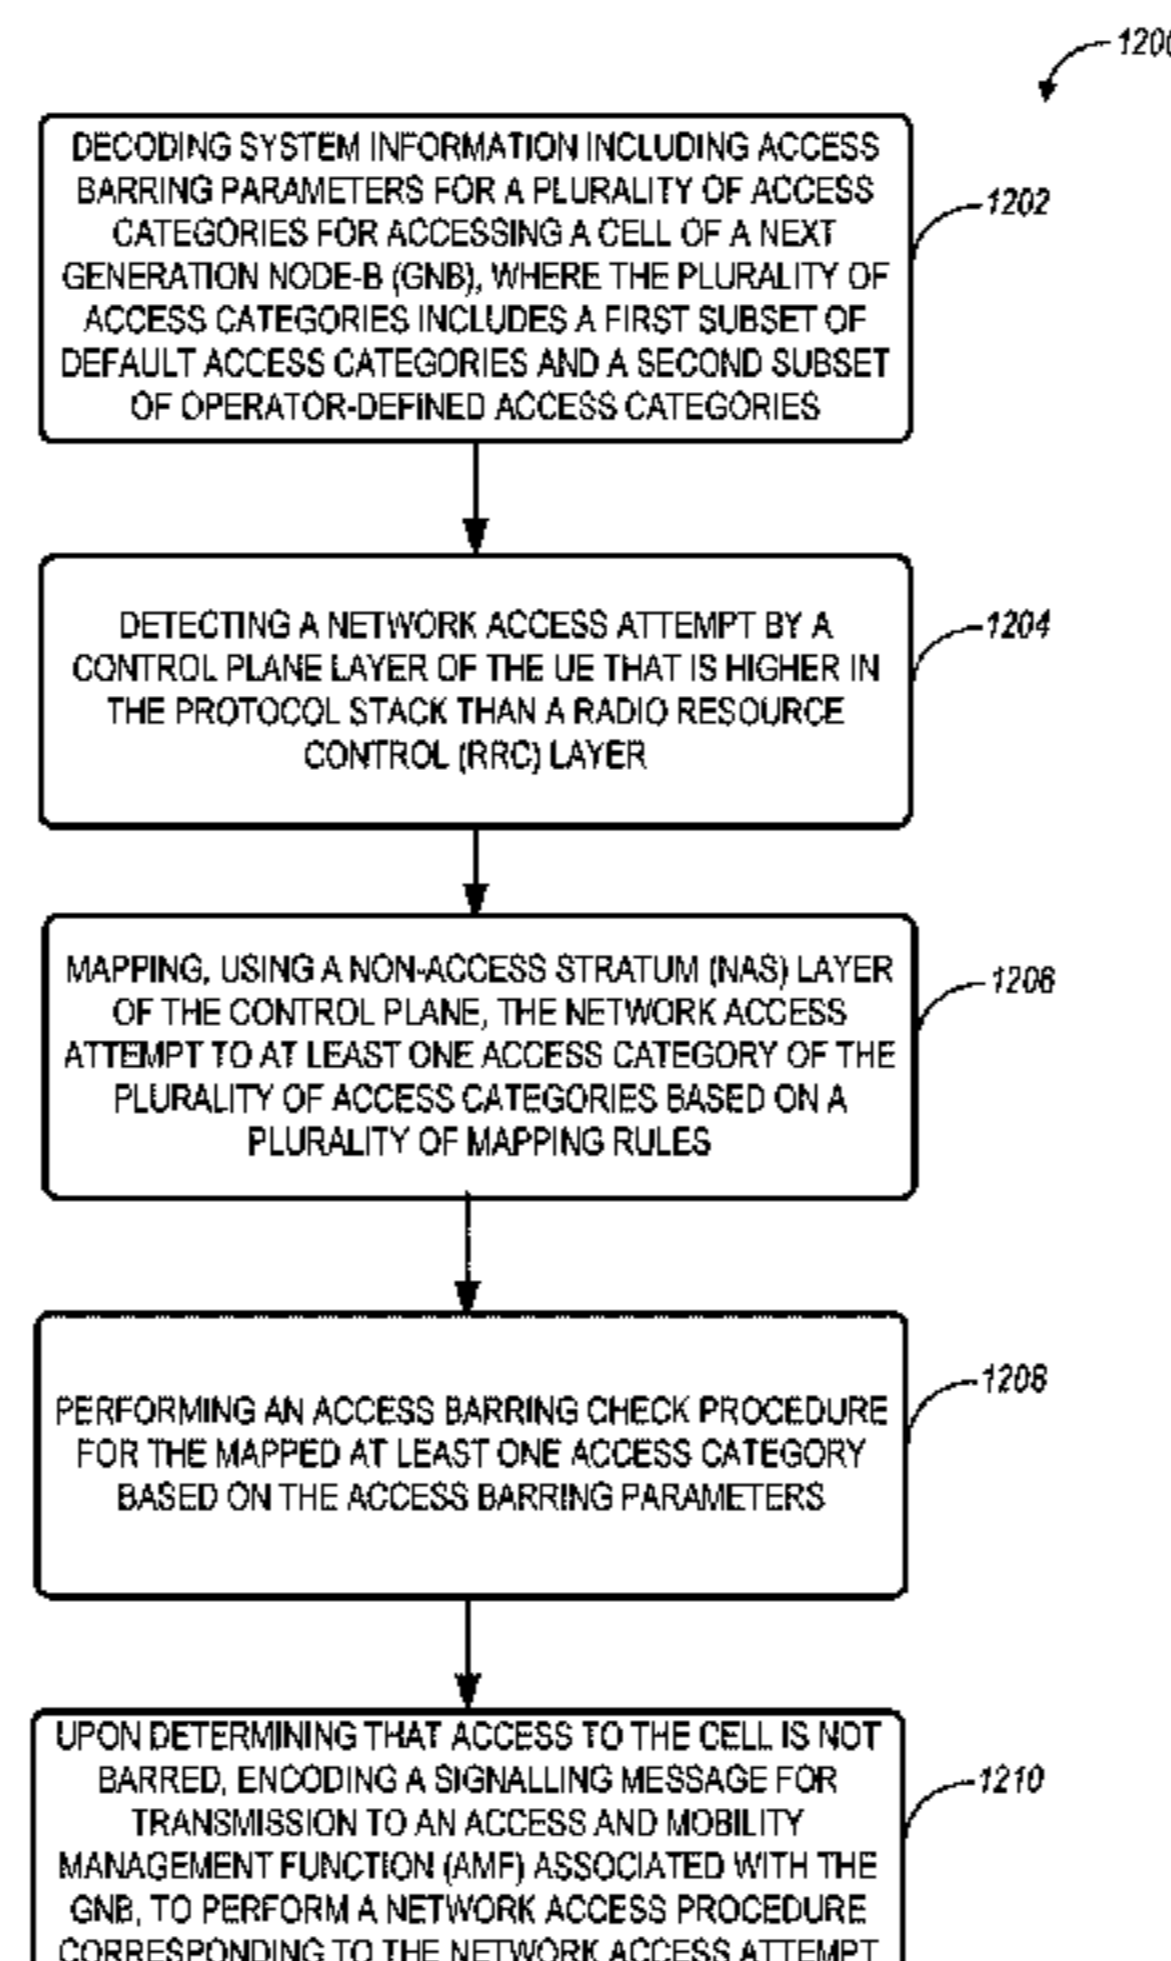 1200
DECODING SYSTEM INFORMATION INCLUDING ACCESS
BARRING PARAMETERS FOR A PLURALITY OF ACCESS
CATEGORIES FOR ACCESSING A CELL OF A NEXT
GENERATION NODE-B (GNB), WHERE THE PLURALITY OF
ACCESS CATEGORIES INCLUDES A FIRST SUBSET OF
DEFAULT ACCESS CATEGORIES AND A SECOND SUBSET
OF OPERATOR-DEFINED ACCESS CATEGORIES
1202
DETECTING A NETWORK ACCESS ATTEMPT BY A
CONTROL PLANE LAYER OF THE UE THAT IS HIGHER IN
THE PROTOCOL STACK THAN A RADIO RESOURCE
CONTROL (RRC) LAYER
1204
MAPPING, USING A NON-ACCESS STRATUM (NAS) LAYER
OF THE CONTROL PLANE, THE NETWORK ACCESS
ATTEMPT TO AT LEAST ONE ACCESS CATEGORY OF THE
PLURALITY OF ACCESS CATEGORIES BASED ON A
PLURALITY OF MAPPING RULES
1206
PERFORMING AN ACCESS BARRING CHECK PROCEDURE
FOR THE MAPPED AT LEAST ONE ACCESS CATEGORY
BASED ON THE ACCESS BARRING PARAMETERS
1208
UPON DETERMINING THAT ACCESS TO THE CELL IS NOT
BARRED, ENCODING A SIGNALLING MESSAGE FOR
TRANSMISSION TO AN ACCESS AND MOBILITY
MANAGEMENT FUNCTION (AMF) ASSOCIATED WITH THE
GNB, TO PERFORM A NETWORK ACCESS PROCEDURE
CORRESPONDING TO THE NETWORK ACCESS ATTEMPT
1210